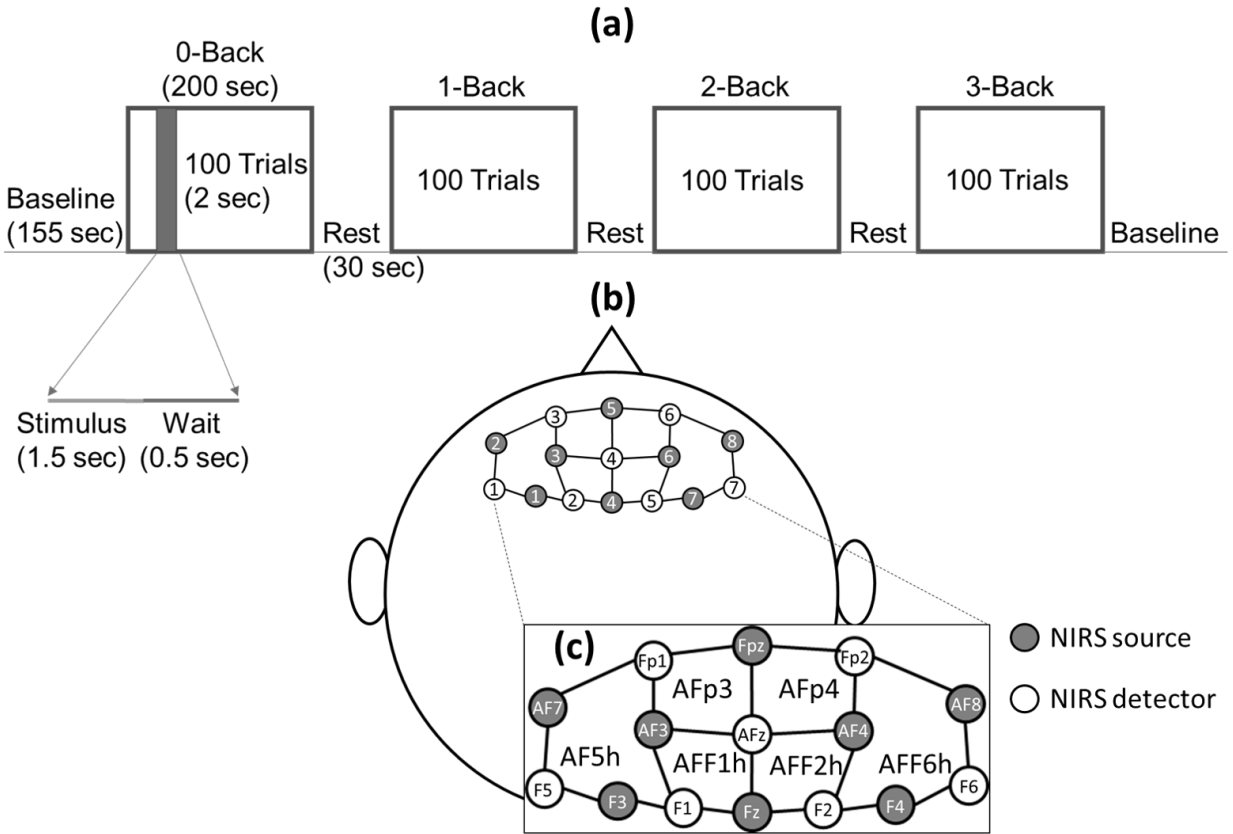 (a)
0-Back
(200 sec)
1-Back
2-Back
3-Back
100 Trials
(2 sec)
100 Trials
100 Trials
100 Trials
Baseline
(155 sec)
Rest
(30 sec)
Rest
Rest
Baseline
Stimulus
(1.5 sec)
Wait
(0.5 sec)
(b)
3 5 6
2 8
3 4 6
1 1 2 4 5 7 7
(c)
Fp1 Fpz Fp2
AFp3 AFp4
AF7 AF8
AF3 AFz AF4
AF5h AFF1h AFF2h AFF6h
F5 F3 F1 Fz F2 F4 F6
NIRS source
NIRS detector